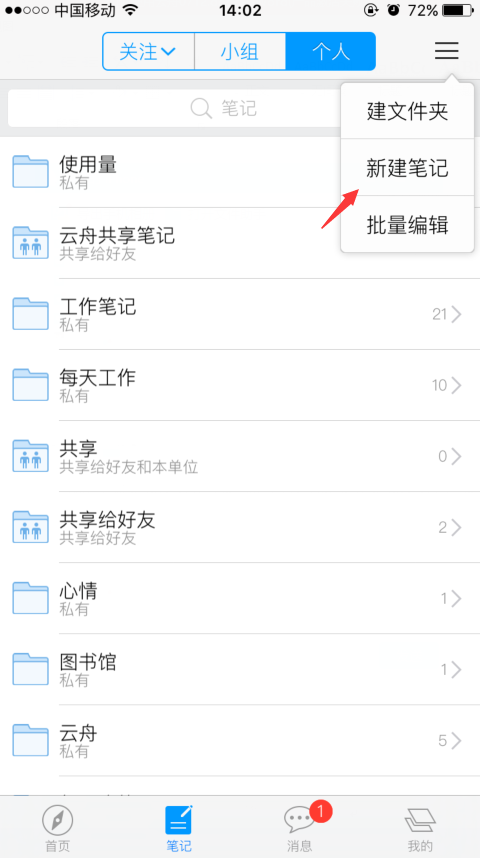 中国移动 14:02 72%
关注 小组 个人
笔记
建文件夹
新建笔记
批量编辑
使用量
私有
云舟共享笔记
共享给好友
工作笔记
私有
21
每天工作
私有
10
共享
共享给好友和本单位
0
共享给好友
共享给好友
2
心情
私有
1
图书馆
私有
1
云舟
私有
5
1
首页 笔记 消息 我的